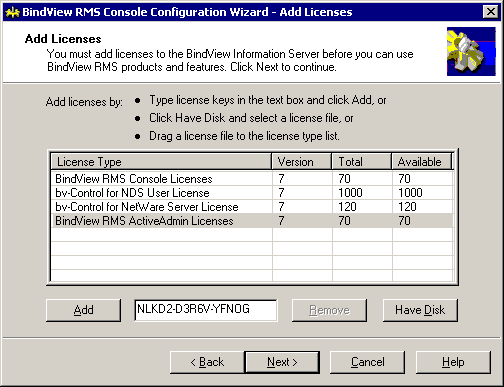 BindView RMS Console Configuration Wizard - Add Licenses
Add Licenses
You must add licenses to the BindView Information Server before you can use
BindView RMS products and features. Click Next to continue.
Add licenses by: • Type license keys in the text box and click Add, or
• Click Have Disk and select a license file, or
• Drag a license file to the license type list.
License Type Version Total Available
BindView RMS Console Licenses 7 70 70
bv-Control for NDS User License 7 1000 1000
bv-Control for NetWare Server License 7 120 120
BindView RMS ActiveAdmin Licenses 7 70 70
Add NLKD2-D3R6V-YFNOG Remove Have Disk
< Back Next > Cancel Help